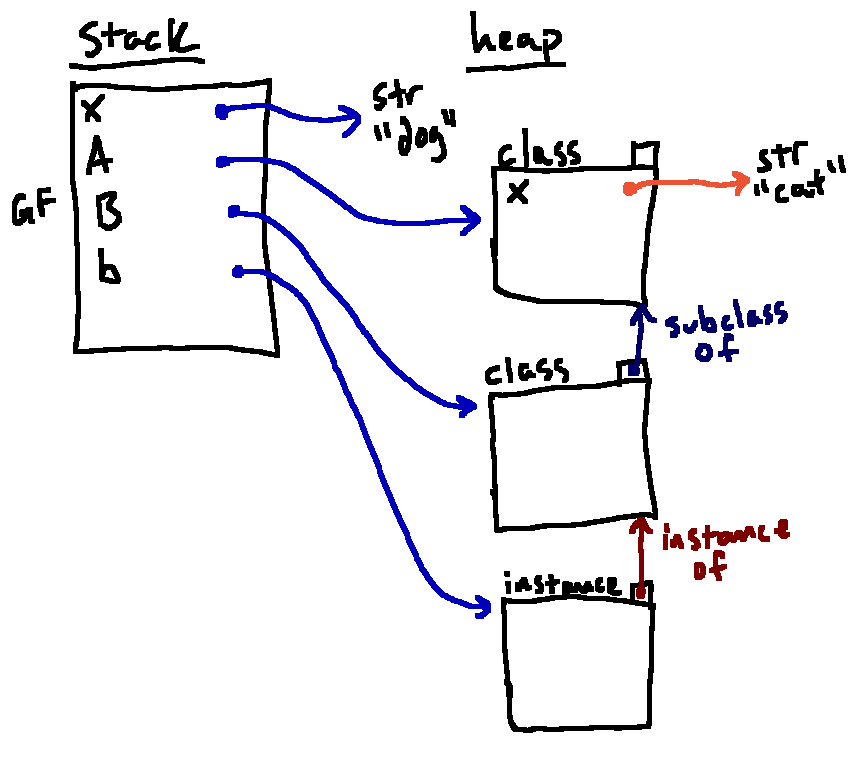 Stack
heap
x
A
GF
B
b
str
"dog"
class
x
str
"cat"
subclass
of
class
instance
of
instance